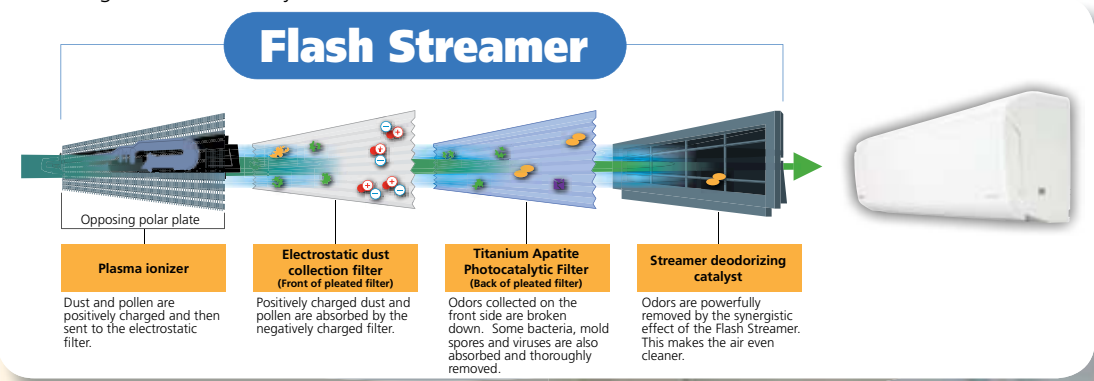 Flash Streamer
Opposing polar plate
Plasma ionizer
Dust and pollen are
positively charged and then
sent to the electrostatic
filter.
Electrostatic dust
collection filter
(Front of pleated filter)
Positively charged dust and
pollen are absorbed by the
negatively charged filter.
Titanium Apatite
Photocatalytic Filter
(Back of pleated filter)
Odors collected on the
front side are broken
down.  Some bacteria, mold
spores and viruses are also
absorbed and thoroughly
removed.
Streamer deodorizing
catalyst
Odors are powerfully
removed by the synergistic
effect of the Flash Streamer.
This makes the air even
cleaner.